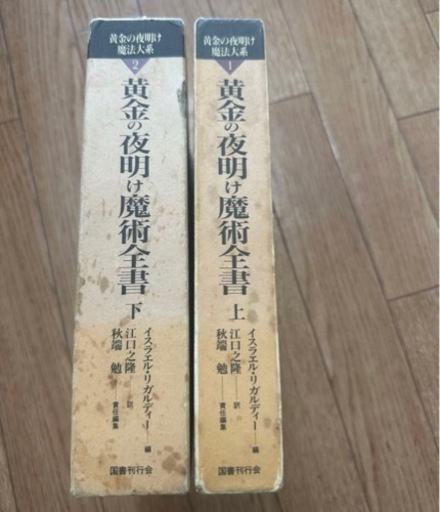 黄金の夜明け
魔法大系
1
黄金の夜明け魔術全書 上
イスラエル・リガルディー──編
江口之隆──訳
秋端 勉──責任編集
黄金の夜明け
魔法大系
2
黄金の夜明け魔術全書 下
イスラエル・リガルディー──編
江口之隆──訳
秋端 勉──責任編集
国書刊行会
国書刊行会